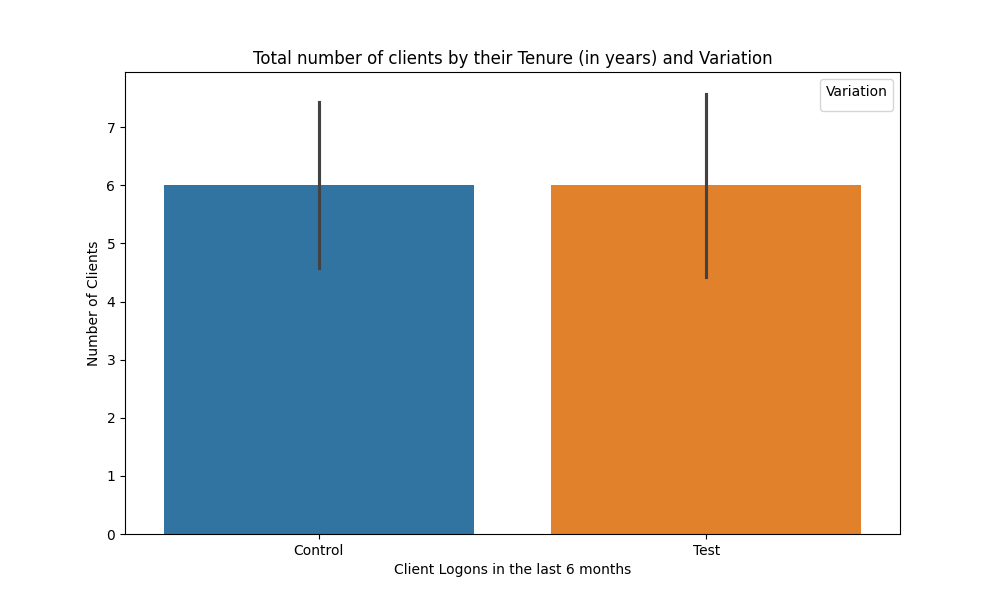 Total number of clients by their Tenure (in years) and Variation
Variation
7
6
5
4
3
2
1
0
Number of Clients
Control
Test
Client Logons in the last 6 months